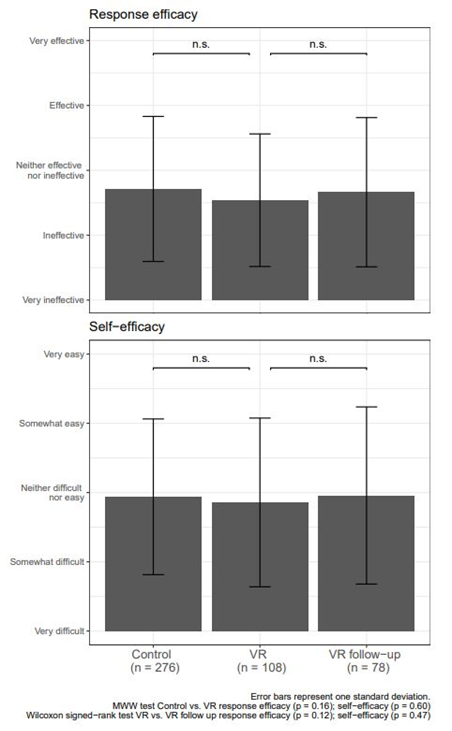 Response efficacy
Very effective
n.s.
n.s.
Effective
Neither effective
nor ineffective
Ineffective
Very ineffective
Self−efficacy
Very easy
n.s.
n.s.
Somewhat easy
Neither difficult
nor easy
Somewhat difficult
Very difficult
Control
(n = 276)
VR
(n = 108)
VR follow−up
(n = 78)
Error bars represent one standard deviation.
MWW test Control vs. VR response efficacy (p = 0.16); self−efficacy (p = 0.60)
Wilcoxon signed−rank test VR vs. VR follow up response efficacy (p = 0.12); self−efficacy (p = 0.47)